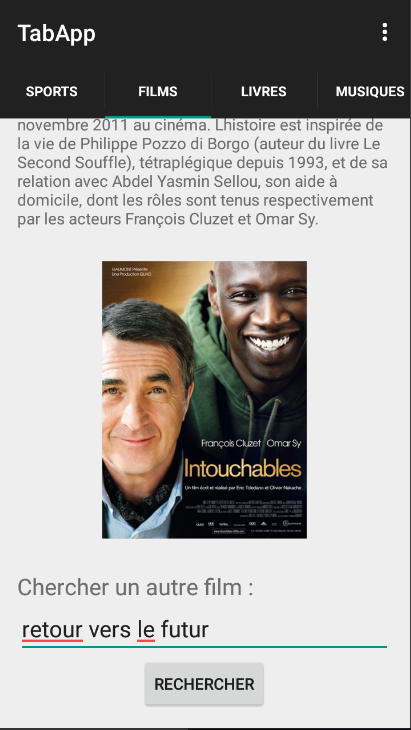 TabApp
SPORTS FILMS LIVRES MUSIQUES
novembre 2011 au cinéma. Lhistoire est inspirée de
la vie de Philippe Pozzo di Borgo (auteur du livre Le
Second Souffle), tétraplégique depuis 1993, et de sa
relation avec Abdel Yasmin Sellou, son aide à
domicile, dont les rôles sont tenus respectivement
par les acteurs François Cluzet et Omar Sy.
GAUMONT Présente
Une Production QUAD
François Cluzet Omar Sy
Intouchables
Un film écrit et réalisé par Eric Toledano et Olivier Nakache
Chercher un autre film :
retour vers le futur
RECHERCHER